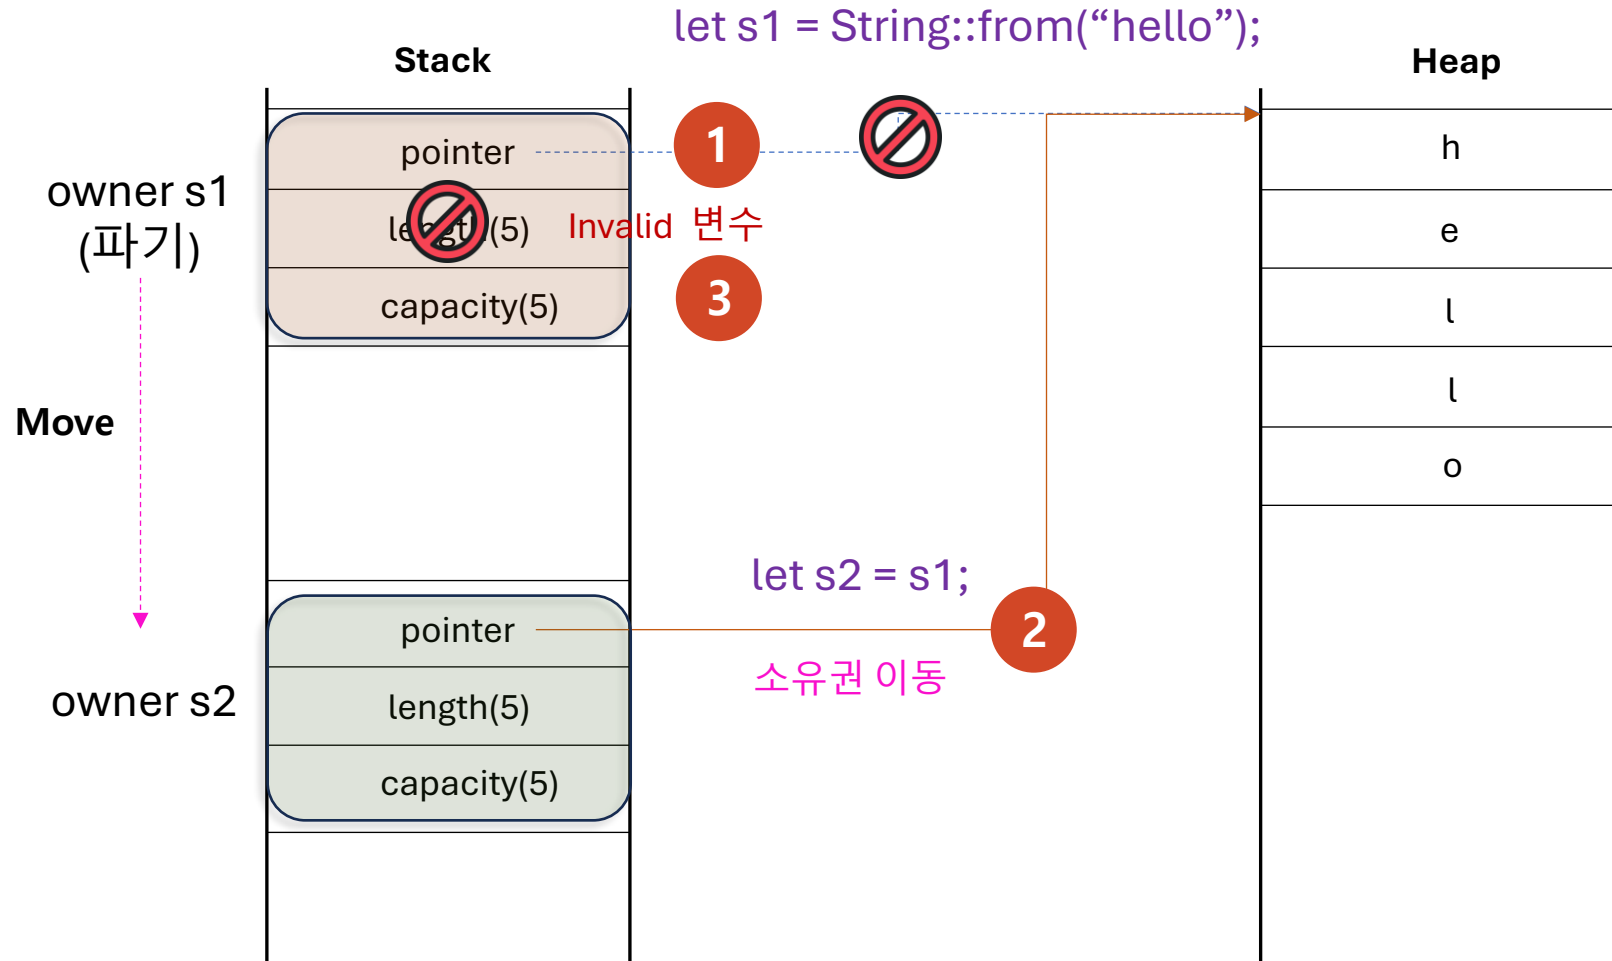 let s1 = String::from(“hello”);
Stack
Heap
pointer
1
h
owner s1
(파기)
length(5)
Invalid 변수
e
capacity(5)
3
l
Move
l
o
let s2 = s1;
pointer
2
소유권 이동
owner s2
length(5)
capacity(5)